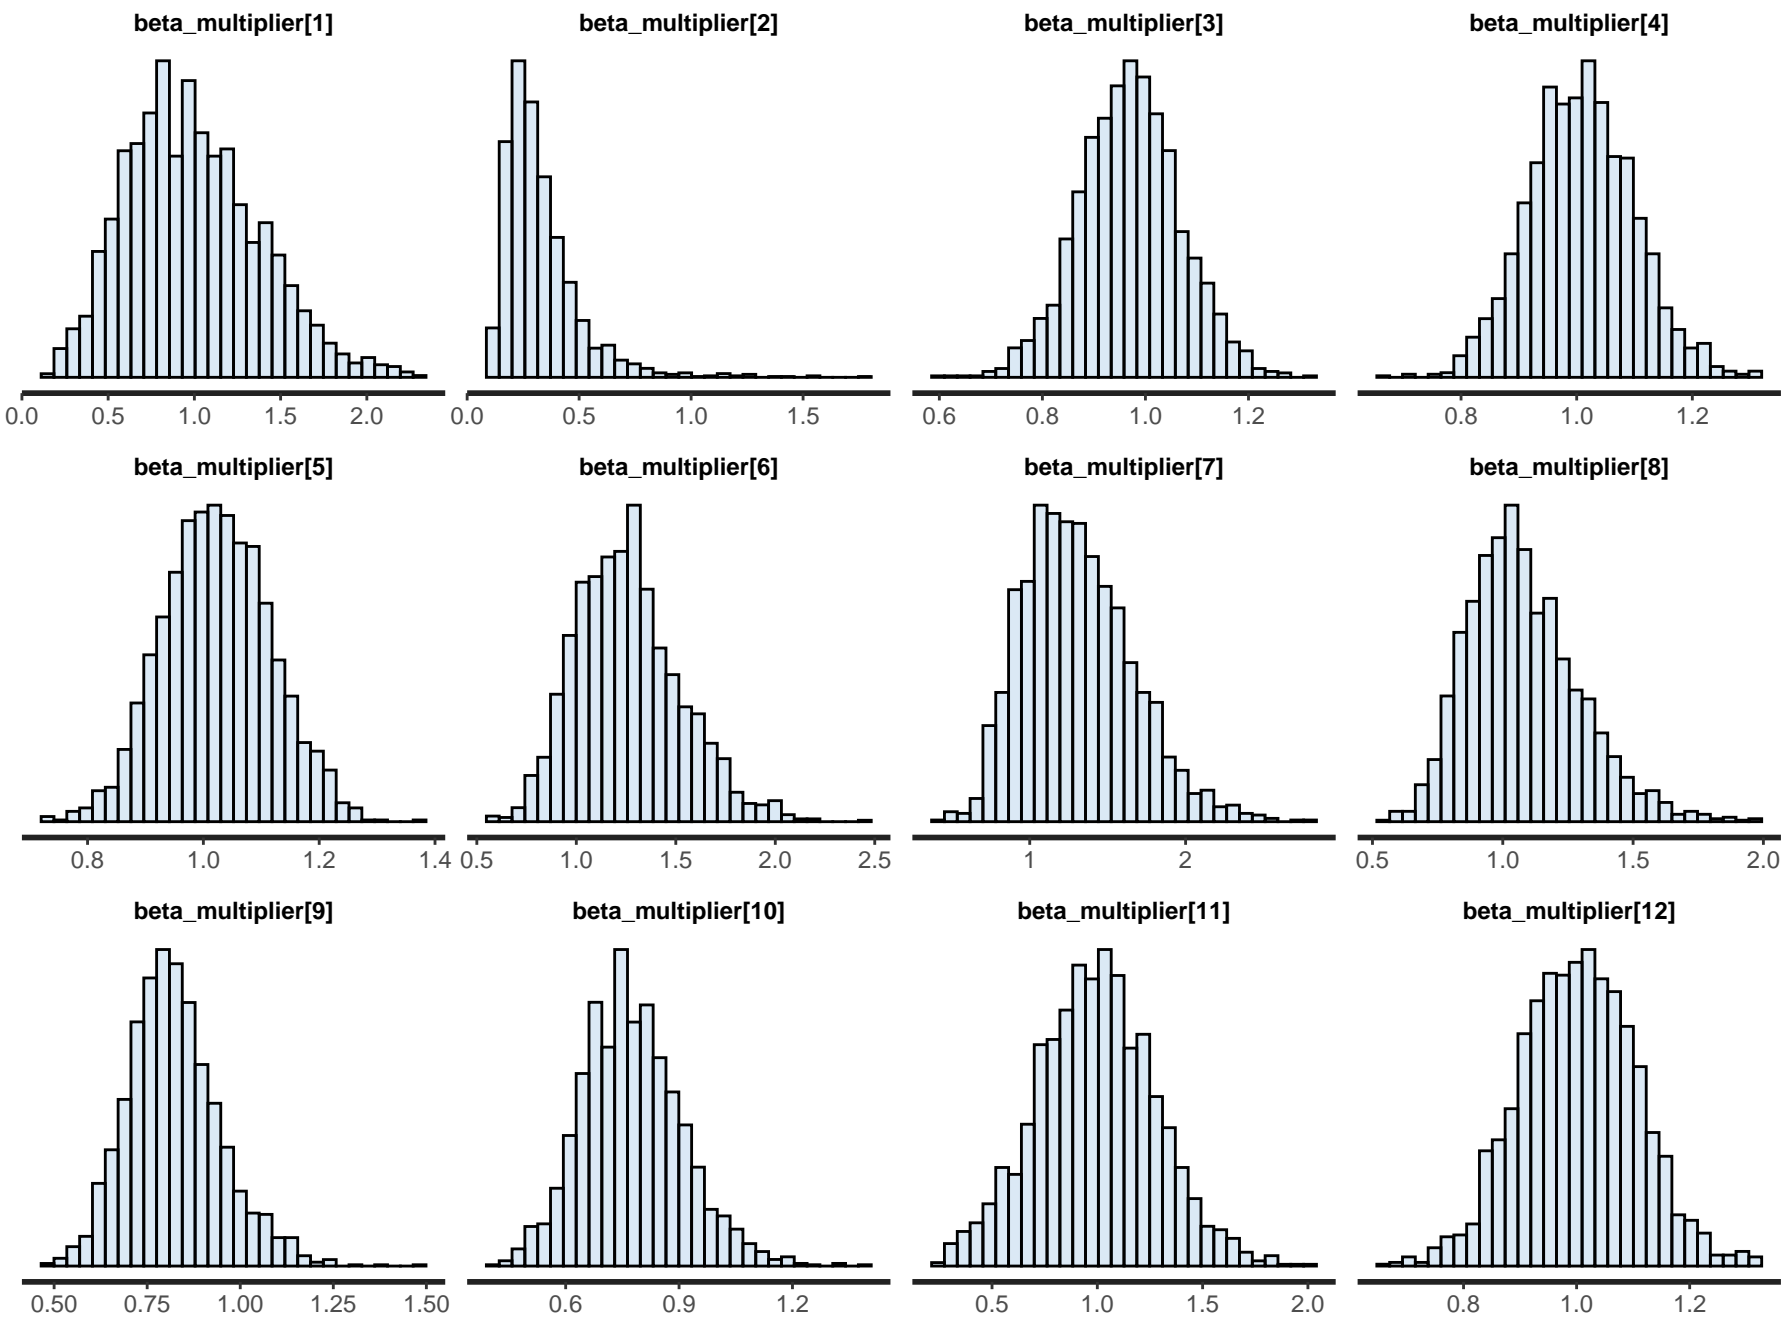 beta_multiplier[1] beta_multiplier[2] beta_multiplier[3] beta_multiplier[4]
0.0 0.5 1.0 1.5 2.0 0.0 0.5 1.0 1.5 0.6 0.8 1.0 1.2 0.8 1.0 1.2
beta_multiplier[5] beta_multiplier[6] beta_multiplier[7] beta_multiplier[8]
0.8 1.0 1.2 1.4 0.5 1.0 1.5 2.0 2.5 1 2 0.5 1.0 1.5 2.0
beta_multiplier[9] beta_multiplier[10] beta_multiplier[11] beta_multiplier[12]
0.50 0.75 1.00 1.25 1.50 0.6 0.9 1.2 0.5 1.0 1.5 2.0 0.8 1.0 1.2